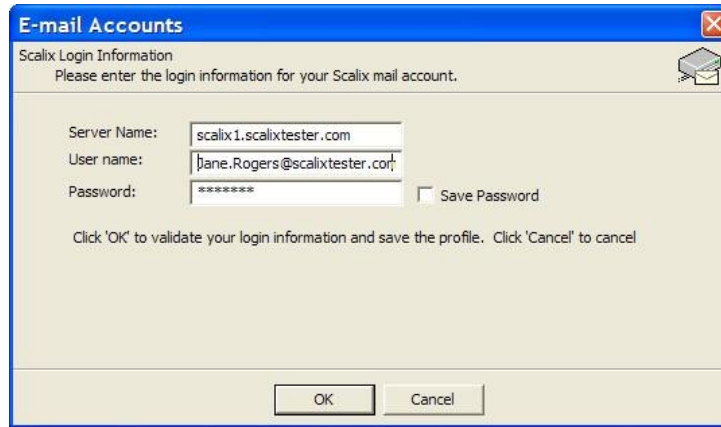 E-mail Accounts
Scalix Login Information
Please enter the login information for your Scalix mail account.
Server Name: scalix1.scalixtester.com
User name: Jane.Rogers@scalixtester.com
Password: *******
Save Password
Click 'OK' to validate your login information and save the profile. Click 'Cancel' to cancel
OK Cancel